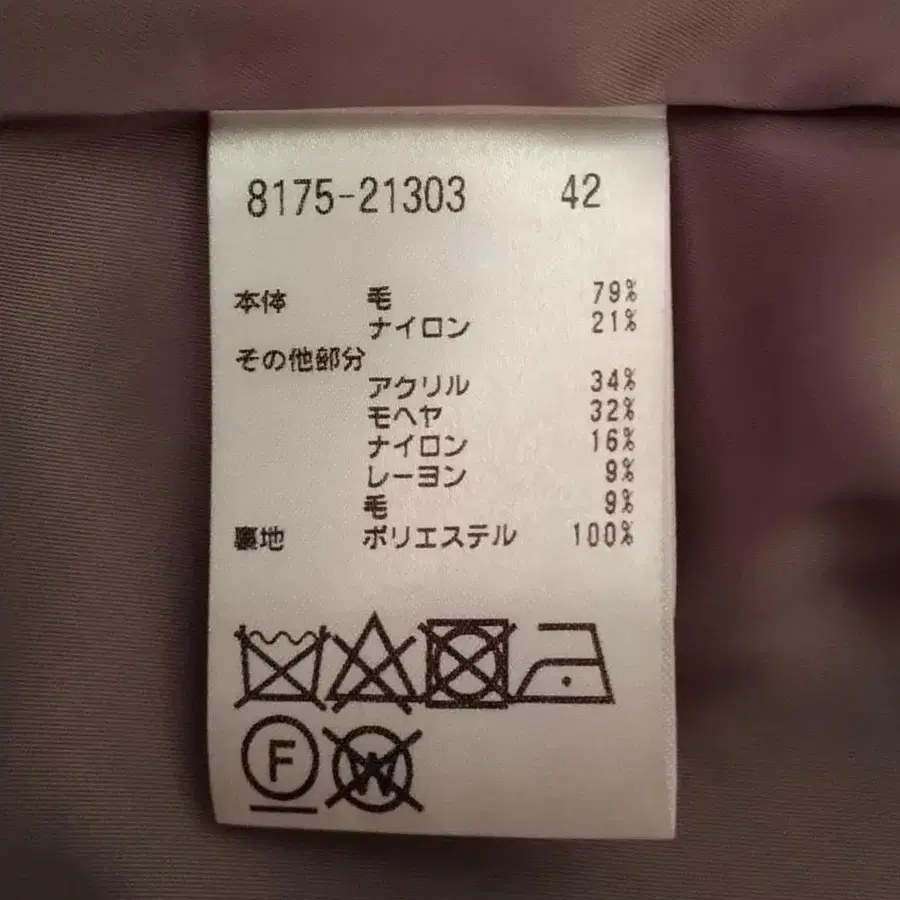 8175-21303 42
本体 毛 79%
ナイロン 21%
その他部分
アクリル 34%
モヘヤ 32%
ナイロン 16%
レーヨン 9%
毛 9%
裏地 ポリエステル 100%
F W